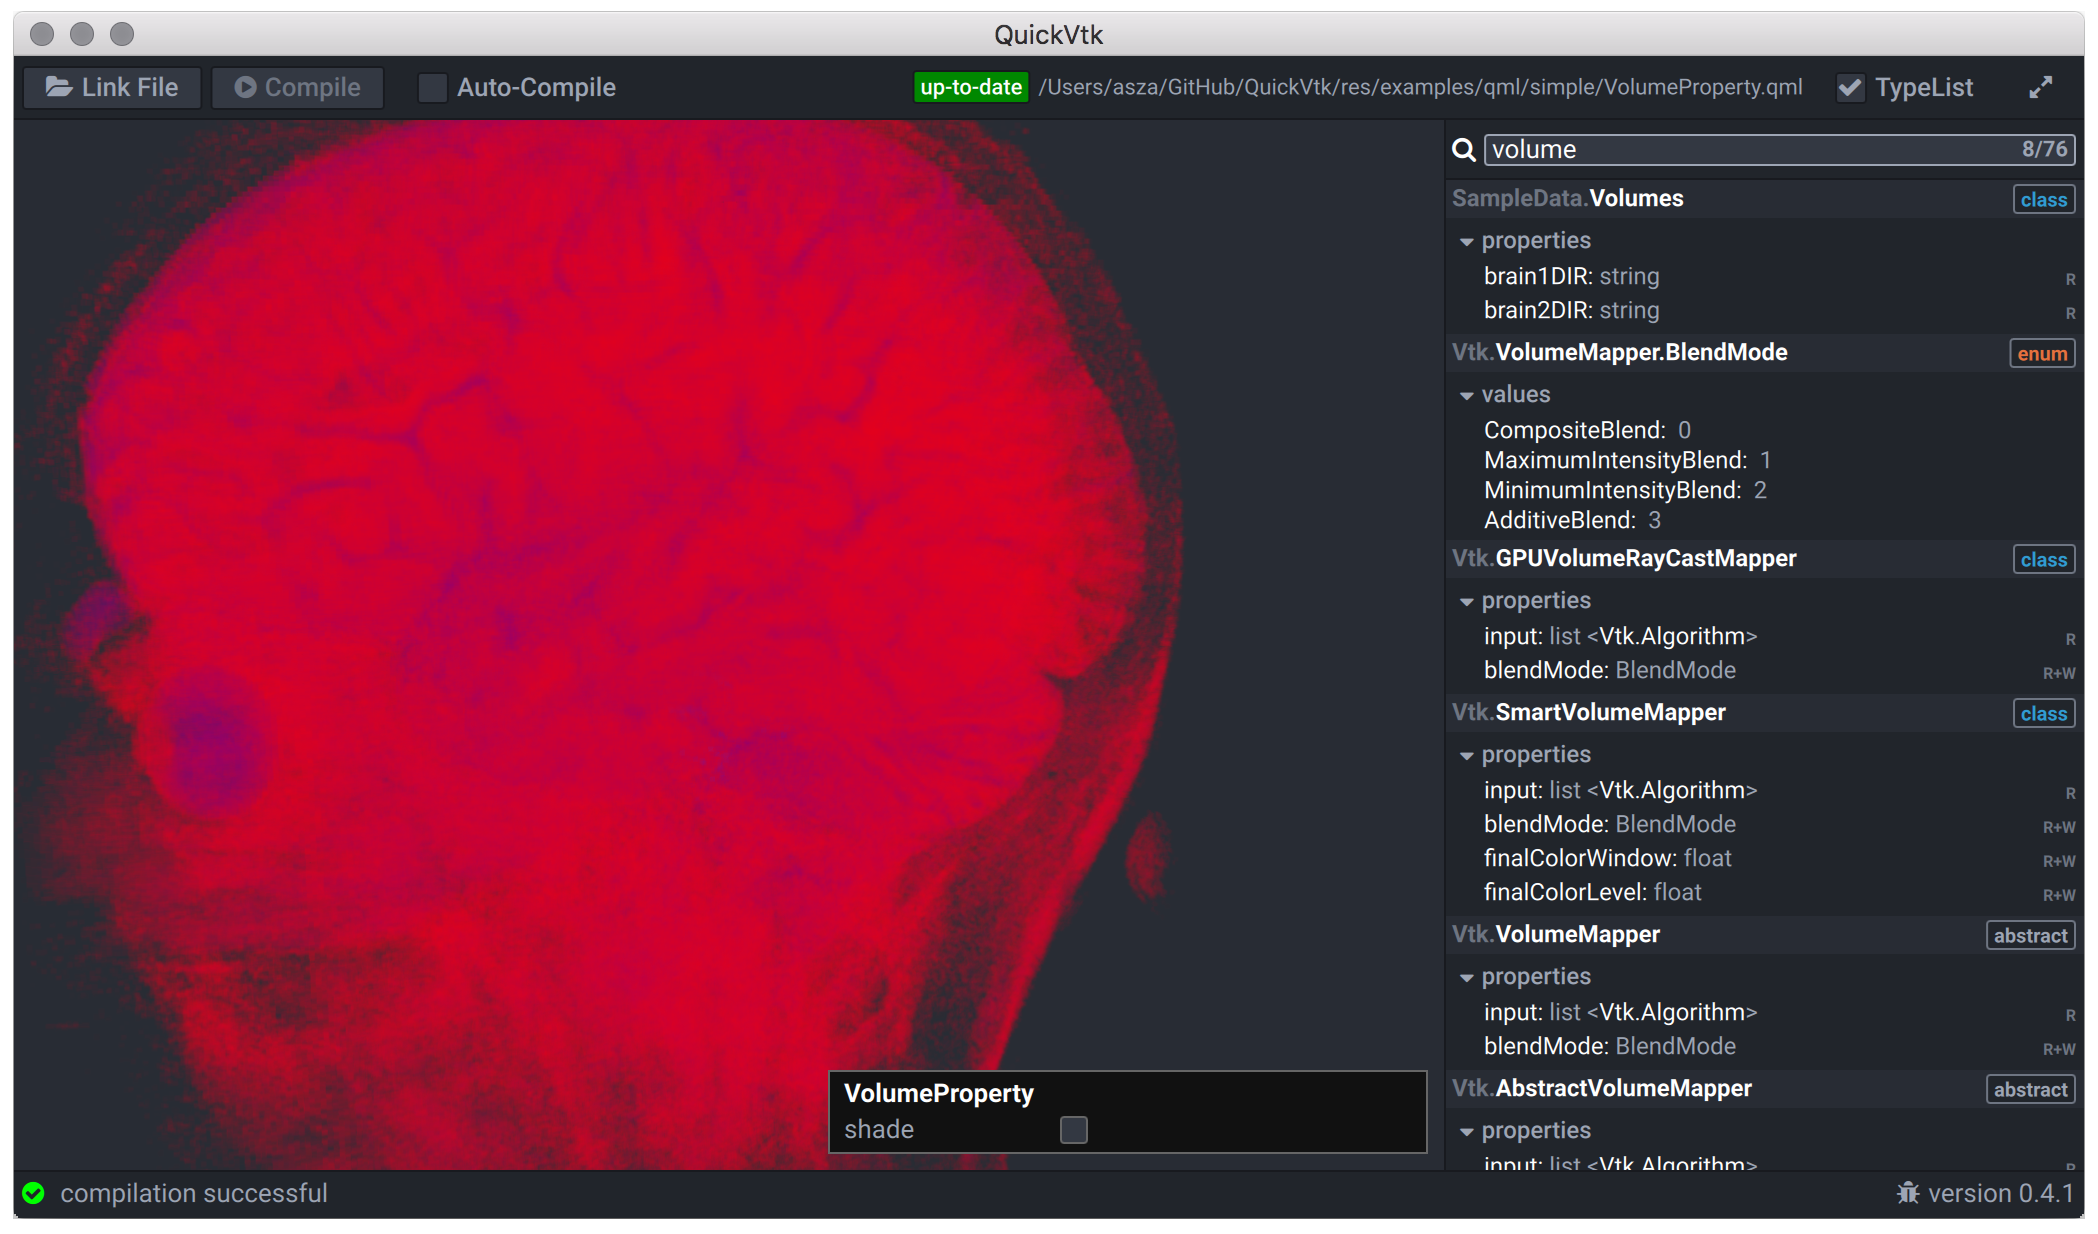 QuickVtk
Link File Compile Auto-Compile up-to-date /Users/asza/GitHub/QuickVtk/res/examples/qml/simple/VolumeProperty.qml TypeList
volume 8/76
SampleData.Volumes class
properties
brain1DIR: string R
brain2DIR: string R
Vtk.VolumeMapper.BlendMode enum
values
CompositeBlend: 0
MaximumIntensityBlend: 1
MinimumIntensityBlend: 2
AdditiveBlend: 3
Vtk.GPUVolumeRayCastMapper class
properties
input: list <Vtk.Algorithm> R
blendMode: BlendMode R+W
Vtk.SmartVolumeMapper class
properties
input: list <Vtk.Algorithm> R
blendMode: BlendMode R+W
finalColorWindow: float R+W
finalColorLevel: float R+W
Vtk.VolumeMapper abstract
properties
input: list <Vtk.Algorithm> R
blendMode: BlendMode R+W
Vtk.AbstractVolumeMapper abstract
properties
input: list <Vtk.Algorithm> R
VolumeProperty
shade
compilation successful version 0.4.1